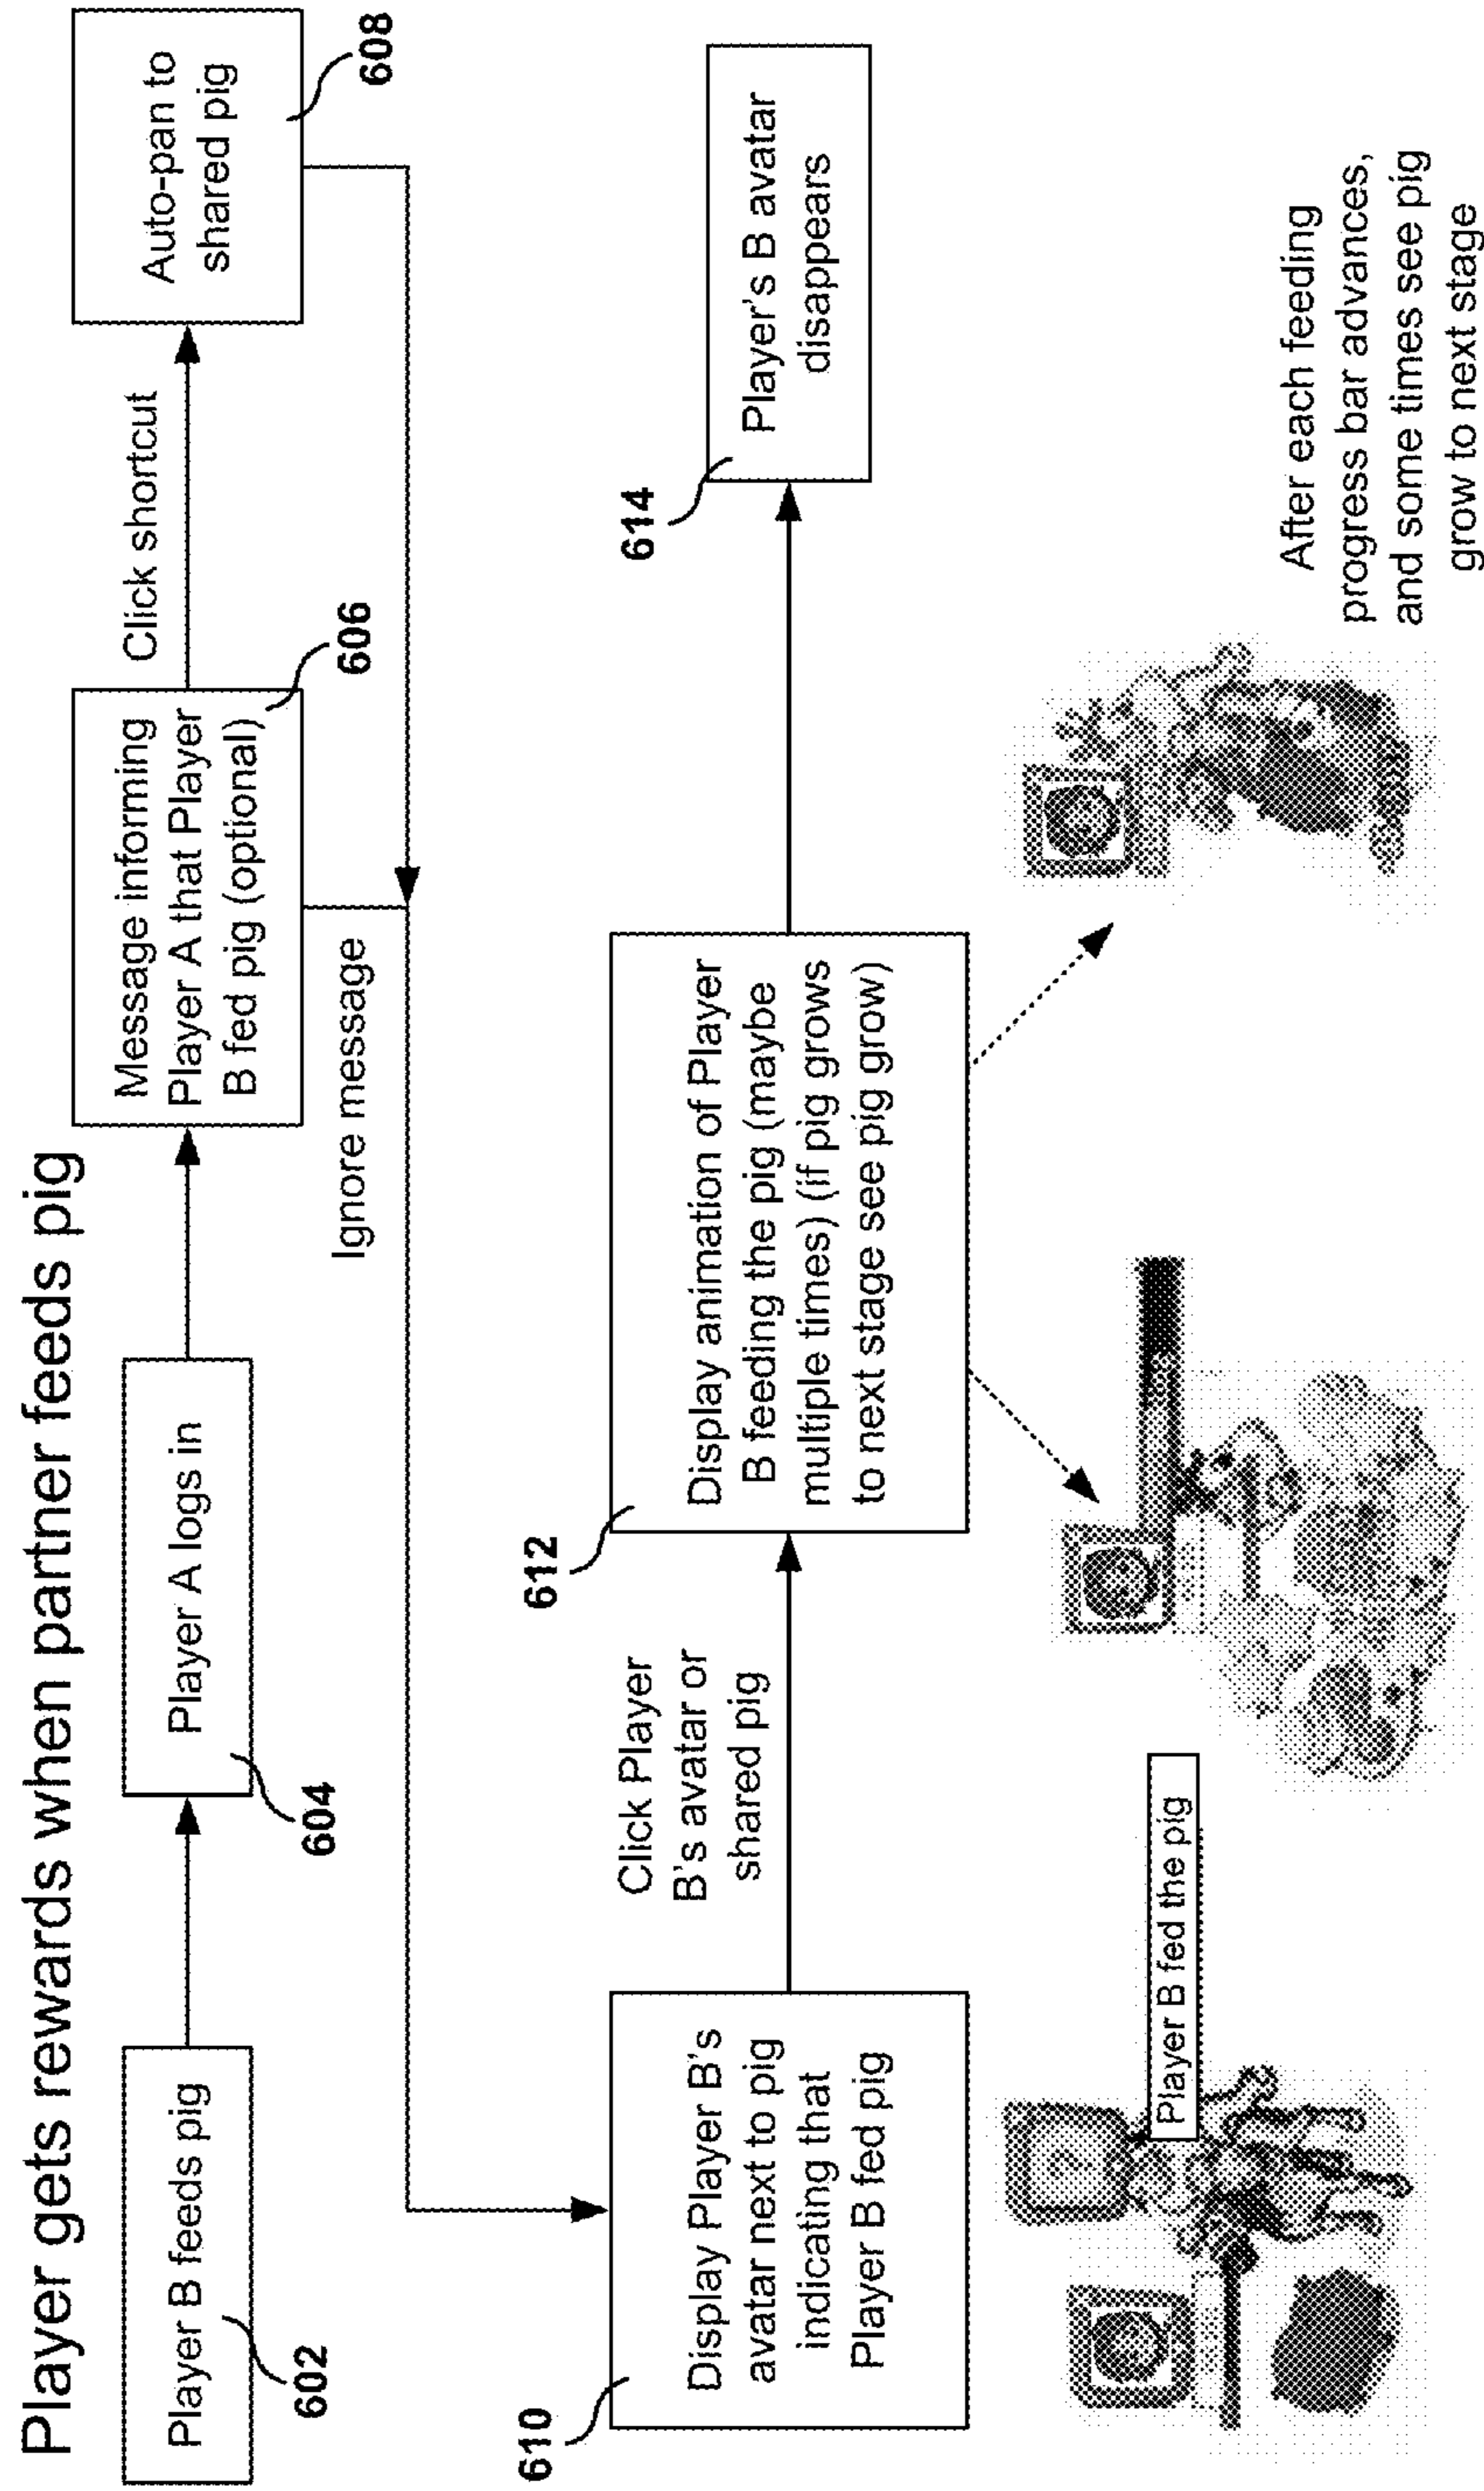 Player gets rewards when partner feeds pig
Player B feeds pig
602
Player A logs in
604
Message informing
Player A that Player
B fed pig (optional)
606
Click shortcut
Auto-pan to
shared pig
608
Ignore message
Display Player B's
avatar next to pig
indicating that
Player B fed pig
610
Click Player
B's avatar or
shared pig
Display animation of Player
B feeding the pig (maybe
multiple times) (if pig grows
to next stage see pig grow)
612
Player's B avatar
disappears
614
Player B fed the pig
After each feeding
progress bar advances,
and some times see pig
grow to next stage